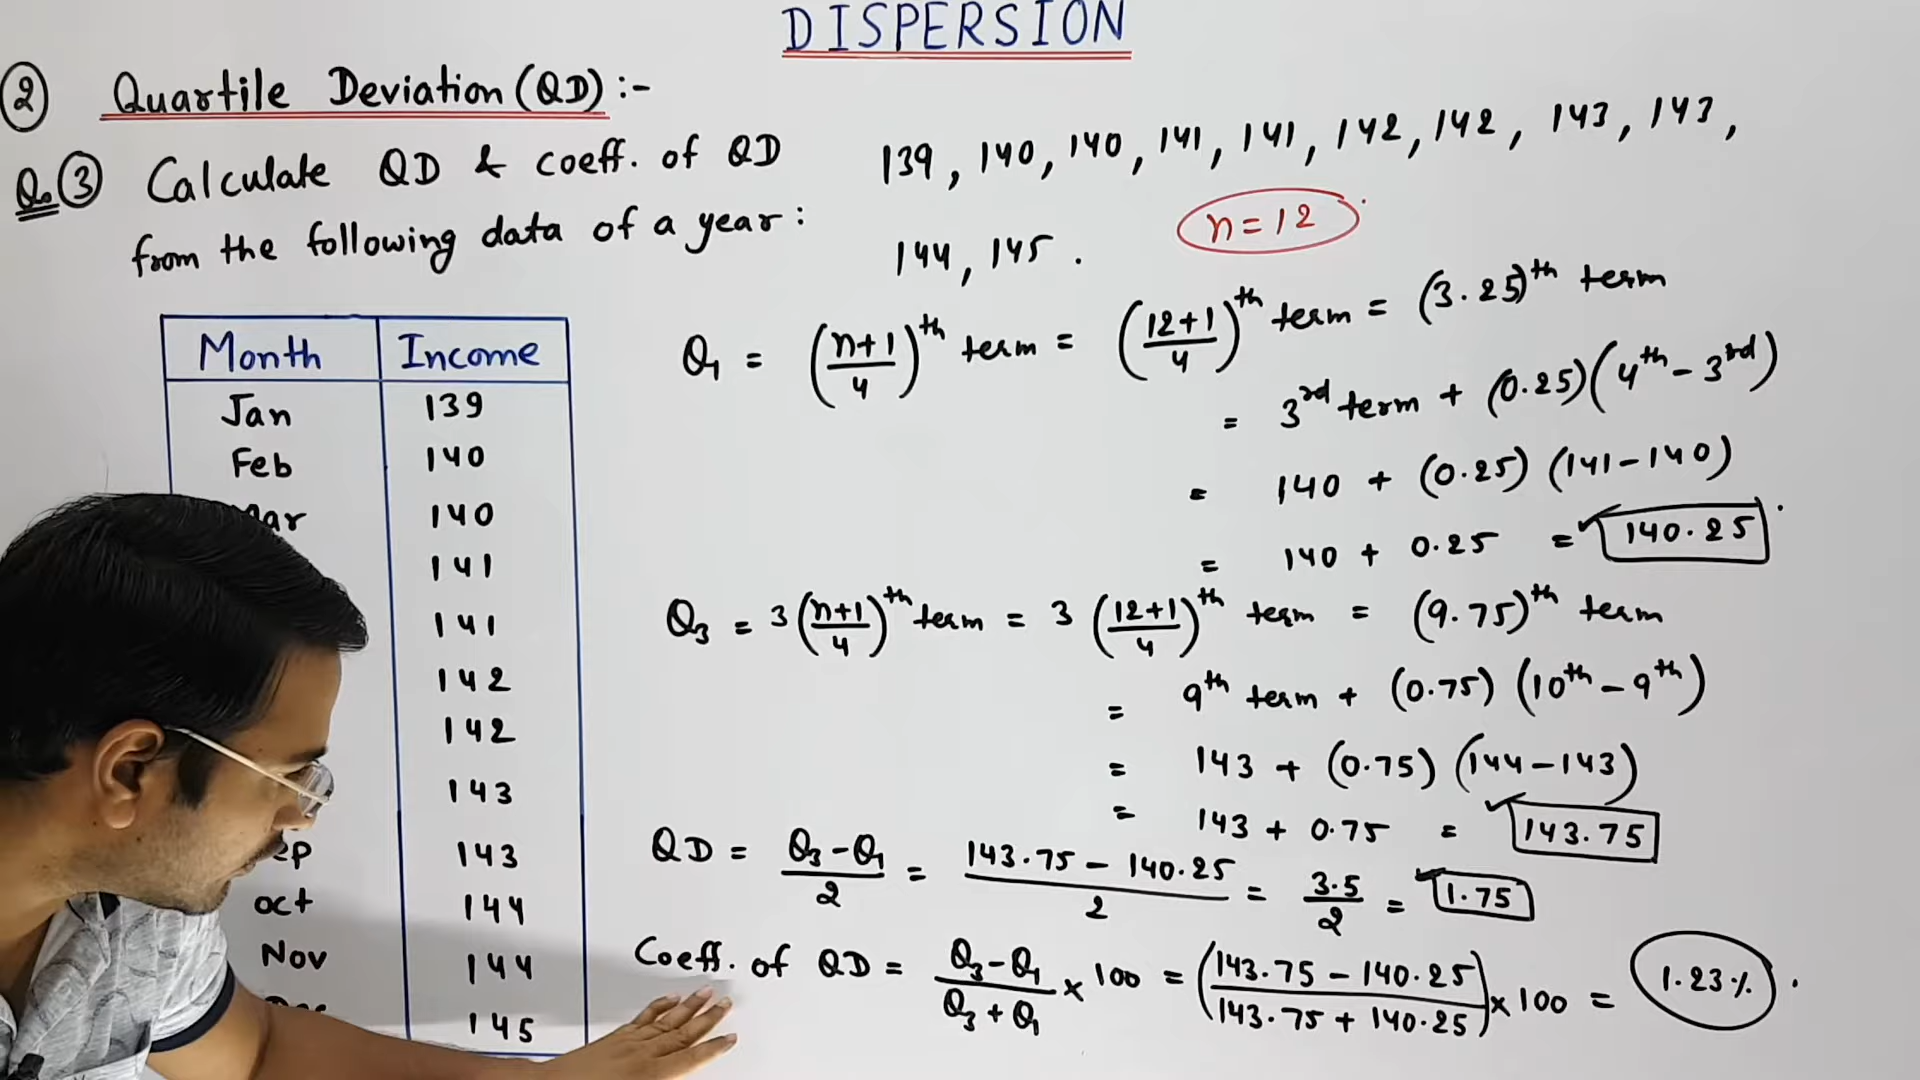 DISPERSION
② Quartile Deviation (QD) :-
Q.③ Calculate QD & coeff. of QD
from the following data of a year :
Month Income
Jan 139
Feb 140
140
141
141
142
142
143
143
oct 144
Nov 144
145
139, 140, 140, 141, 141, 142, 142, 143, 143,
144, 145.
n = 12
Q₁ = (n+1/4)ᵗʰ term = (12+1/4)ᵗʰ term = (3.25)ᵗʰ term
= 3ʳᵈ term + (0.25)(4ᵗʰ - 3ʳᵈ)
= 140 + (0.25) (141-140)
= 140 + 0.25 = 140.25
Q₃ = 3(n+1/4)ᵗʰ term = 3 (12+1/4)ᵗʰ term = (9.75)ᵗʰ term
= 9ᵗʰ term + (0.75) (10ᵗʰ - 9ᵗʰ)
= 143 + (0.75) (144-143)
= 143 + 0.75 = 143.75
QD = Q₃-Q₁/2 = 143.75 - 140.25/2 = 3.5/2 = 1.75
Coeff. of QD = Q₃-Q₁/Q₃+Q₁ × 100 = (143.75 - 140.25/143.75 + 140.25) × 100 = 1.23%.